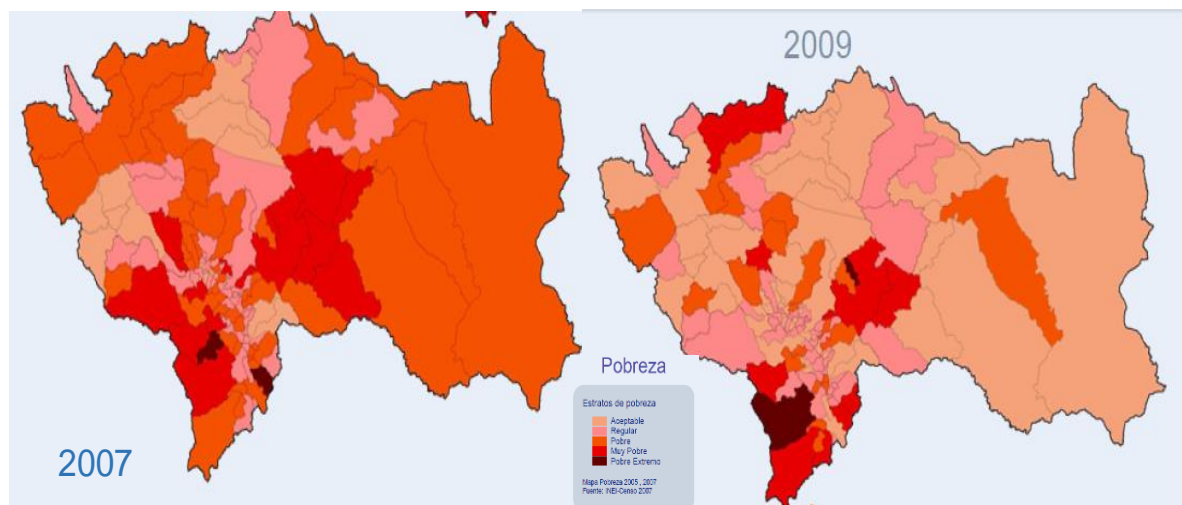 2007
2009
Pobreza
Estratos de pobreza
Aceptable
Regular
Pobre
Muy Pobre
Pobre Extremo
Mapa Pobreza 2005 , 2007
Fuente: INEI-Censo 2007